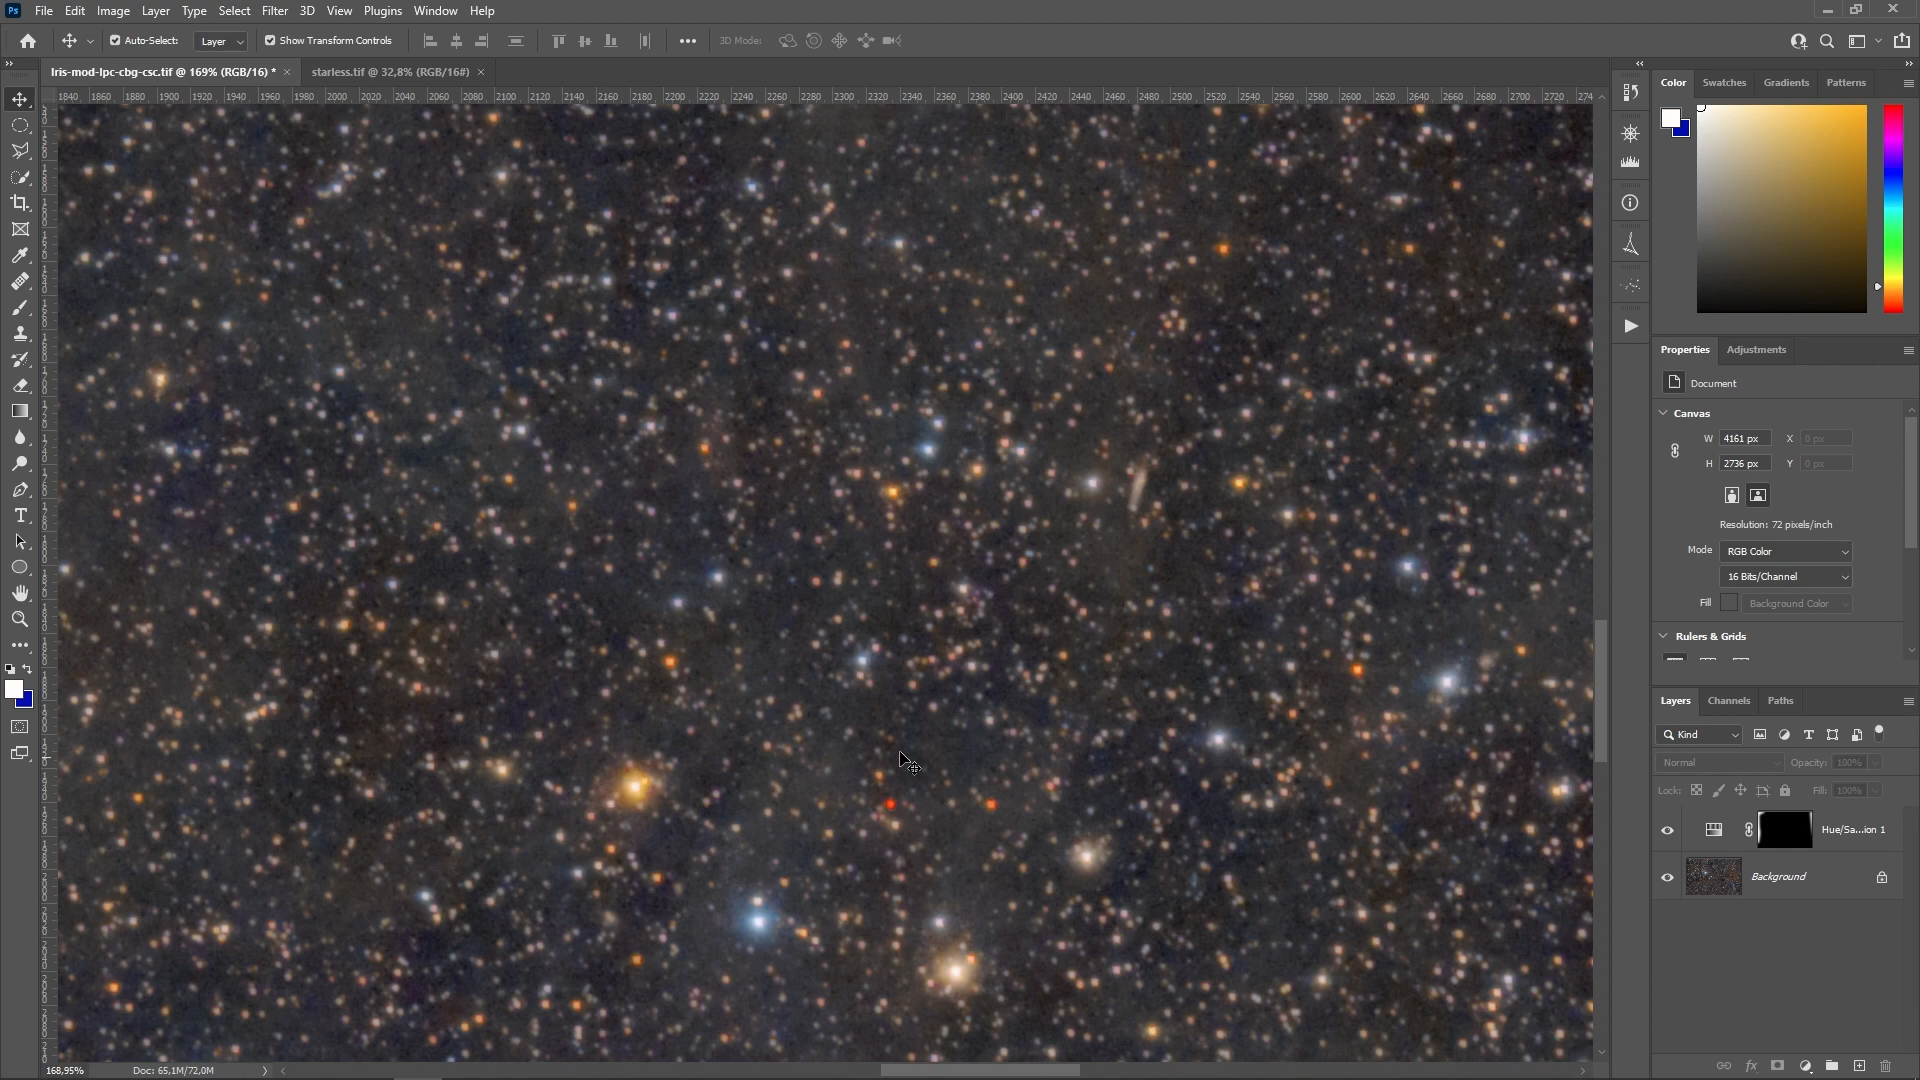 Ps File Edit Image Layer Type Select Filter 3D View Plugins Window Help
Auto-Select: Layer Show Transform Controls 3D Mode:
Iris-mod-lpc-cbg-csc.tif @ 169% (RGB/16) * × starless.tif @ 32,8% (RGB/16#) ×
1840 1860 1880 1900 1920 1940 1960 1980 2000 2020 2040 2060 2080 2100 2120 2140 2160 2180 2200 2220 2240 2260 2280 2300 2320 2340 2360 2380 2400 2420 2440 2460 2480 2500 2520 2540 2560 2580 2600 2620 2640 2660 2680 2700 2720 274
Color Swatches Gradients Patterns
Properties Adjustments
Document
Canvas
W 4161 px X 0 px
H 2736 px Y 0 px
Resolution: 72 pixels/inch
Mode RGB Color
16 Bits/Channel
Fill Background Color
Rulers & Grids
Layers Channels Paths
Kind
Normal Opacity: 100%
Lock: Fill: 100%
Hue/Sa...ion 1
Background
168,95% Doc: 65,1M/72,0M